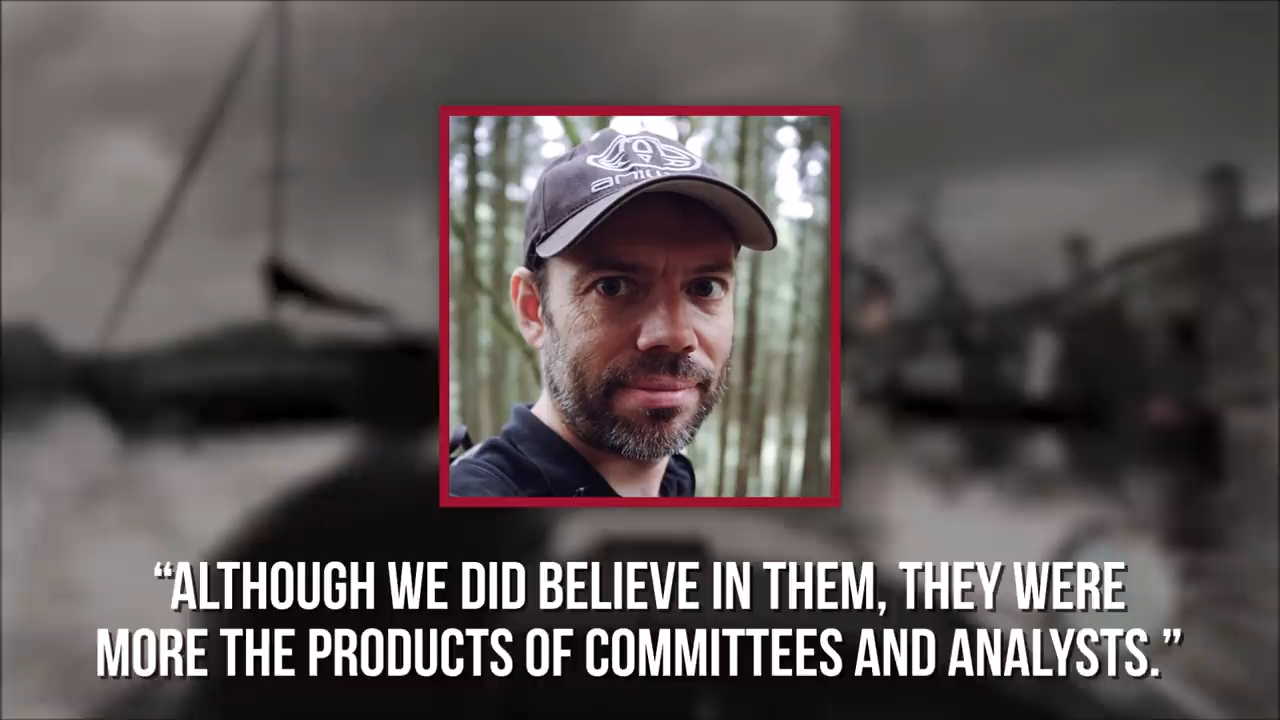 “ALTHOUGH WE DID BELIEVE IN THEM, THEY WERE
MORE THE PRODUCTS OF COMMITTEES AND ANALYSTS.”